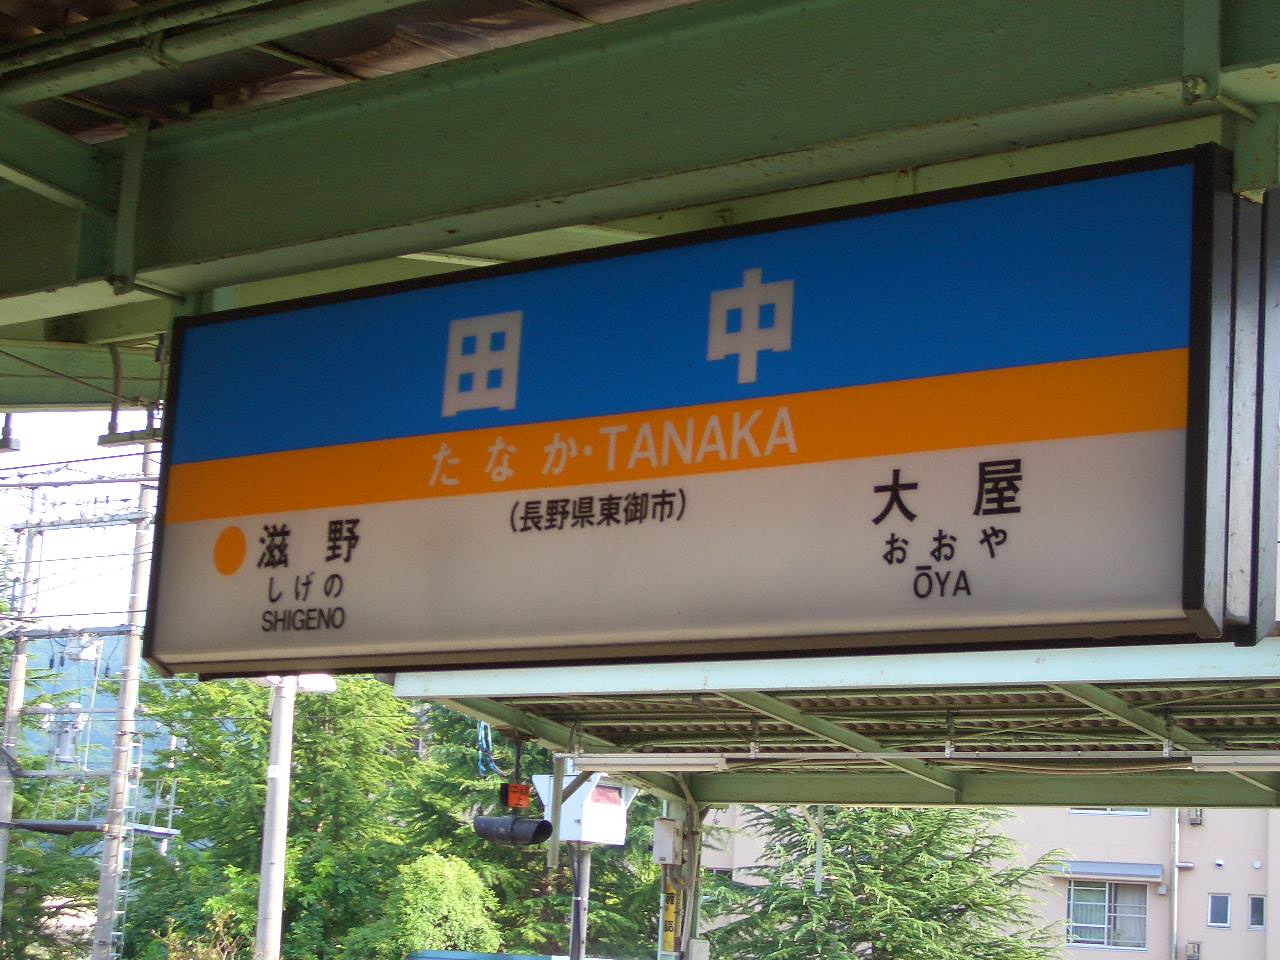 田中
たなか・TANAKA
(長野県東御市)
滋野
しげの
SHIGENO
大屋
おおや
ŌYA